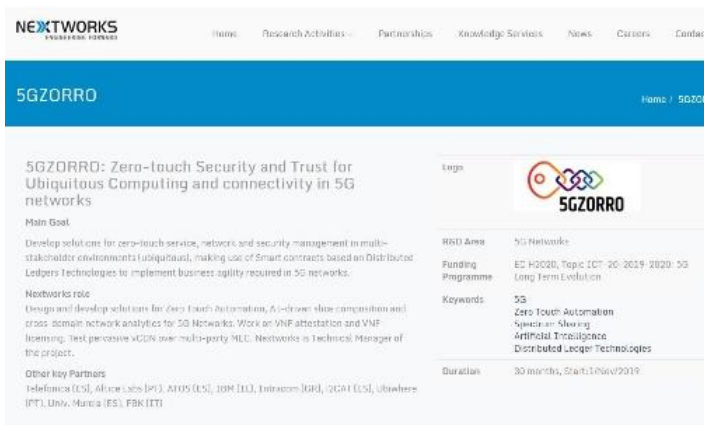 NEXTWORKS
ENGINEERING FORWARD
Home Research Activities Partnerships Knowledge Services News Careers Contac
5GZORRO
Home / 5GZO
5GZORRO: Zero-touch Security and Trust for
Ubiquitous Computing and connectivity in 5G
networks
Main Goal
Develop solutions for zero-touch service, network and security management in multi-
stakeholder environments (ubiquitous), making use of Smart contracts based on Distributed
Ledgers Technologies to implement business agility required in 5G networks.
Nextworks role
Design and develop solutions for Zero Touch Automation, AI-driven slice composition and
cross-domain network analytics for 5G Networks. Work on VNF attestation and VNF
licensing. Test pervasive vCDN over multi-party MEC. Nextworks is Technical Manager of
the project.
Other key Partners
Telefonica (ES), Altice Labs (PT), ATOS (ES), IBM (IL), Intracom (GR), i2CAT (ES), Ubiwhere
(PT), Univ. Murcia (ES), FBK (IT)
Logo
5GZORRO
R&D Area 5G Networks
Funding Programme EC H2020, Topic ICT-20-2019-2020: 5G
Long Term Evolution
Keywords 5G
Zero Touch Automation
Spectrum Sharing
Artificial Intelligence
Distributed Ledger Technologies
Duration 30 months, Start:1/Nov/2019